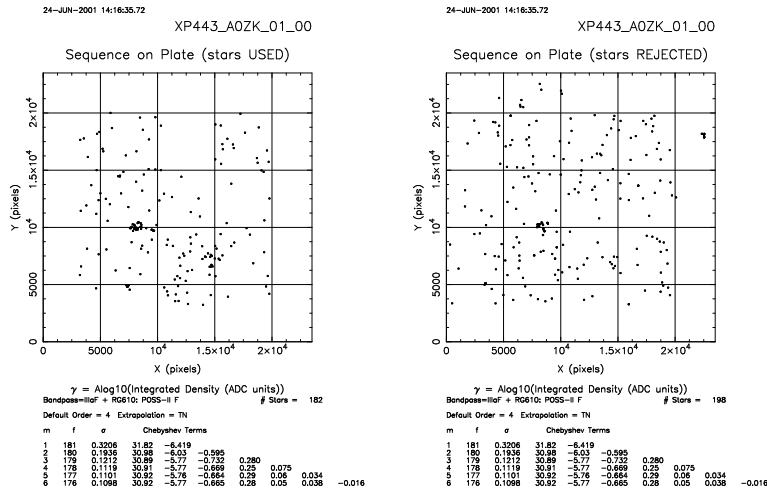 24-JUN-2001 14:16:35.72
XP443_A0ZK_01_00
Sequence on Plate (stars USED)
2×10⁴
1.5×10⁴
10⁴
5000
0
Y (pixels)
0 5000 10⁴ 1.5×10⁴ 2×10⁴
X (pixels)
γ = Alog10(Integrated Density (ADC units))
Bandpass=IIIaF + RG610: POSS-II F # Stars = 182
Default Order = 4 Extrapolation = TN
m f σ Chebyshev Terms
1 181 0.3206 31.82 -6.419
2 180 0.1936 30.98 -6.03 -0.595
3 179 0.1212 30.89 -5.77 -0.732 0.280
4 178 0.1119 30.91 -5.77 -0.669 0.25 0.075
5 177 0.1101 30.92 -5.76 -0.664 0.29 0.06 0.034
6 176 0.1098 30.92 -5.77 -0.665 0.28 0.05 0.038 -0.016
24-JUN-2001 14:16:35.72
XP443_A0ZK_01_00
Sequence on Plate (stars REJECTED)
2×10⁴
1.5×10⁴
10⁴
5000
0
Y (pixels)
0 5000 10⁴ 1.5×10⁴ 2×10⁴
X (pixels)
γ = Alog10(Integrated Density (ADC units))
Bandpass=IIIaF + RG610: POSS-II F # Stars = 198
Default Order = 4 Extrapolation = TN
m f σ Chebyshev Terms
1 181 0.3206 31.82 -6.419
2 180 0.1936 30.98 -6.03 -0.595
3 179 0.1212 30.89 -5.77 -0.732 0.280
4 178 0.1119 30.91 -5.77 -0.669 0.25 0.075
5 177 0.1101 30.92 -5.76 -0.664 0.29 0.06 0.034
6 176 0.1098 30.92 -5.77 -0.665 0.28 0.05 0.038 -0.016